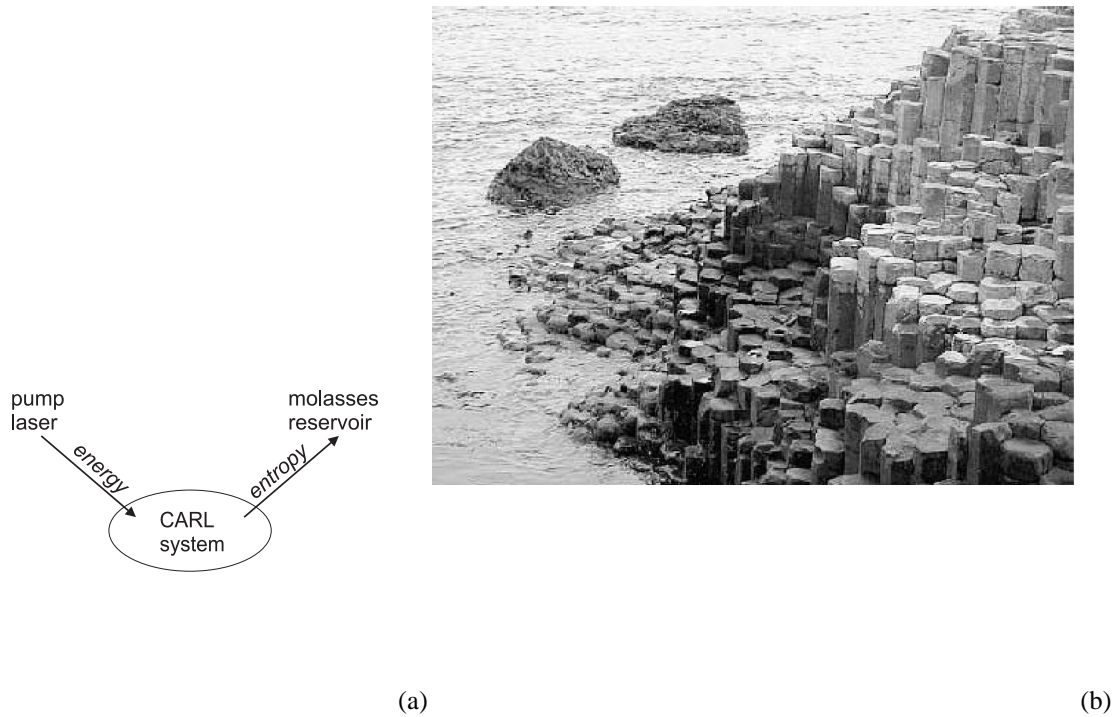 pump
laser
energy
molasses
reservoir
entropy
CARL
system
(a)
(b)